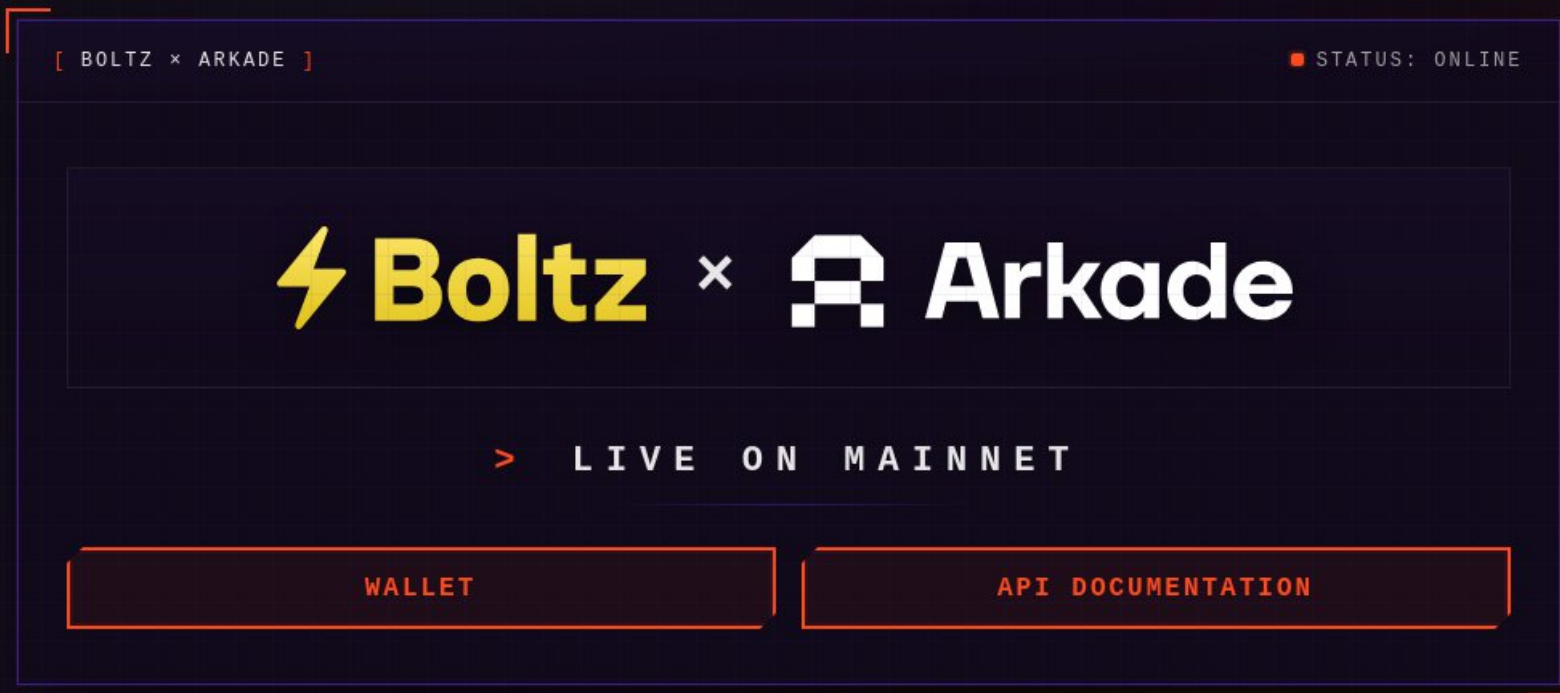 [ BOLTZ × ARKADE ]
STATUS: ONLINE
Boltz × Arkade
> LIVE ON MAINNET
WALLET
API DOCUMENTATION